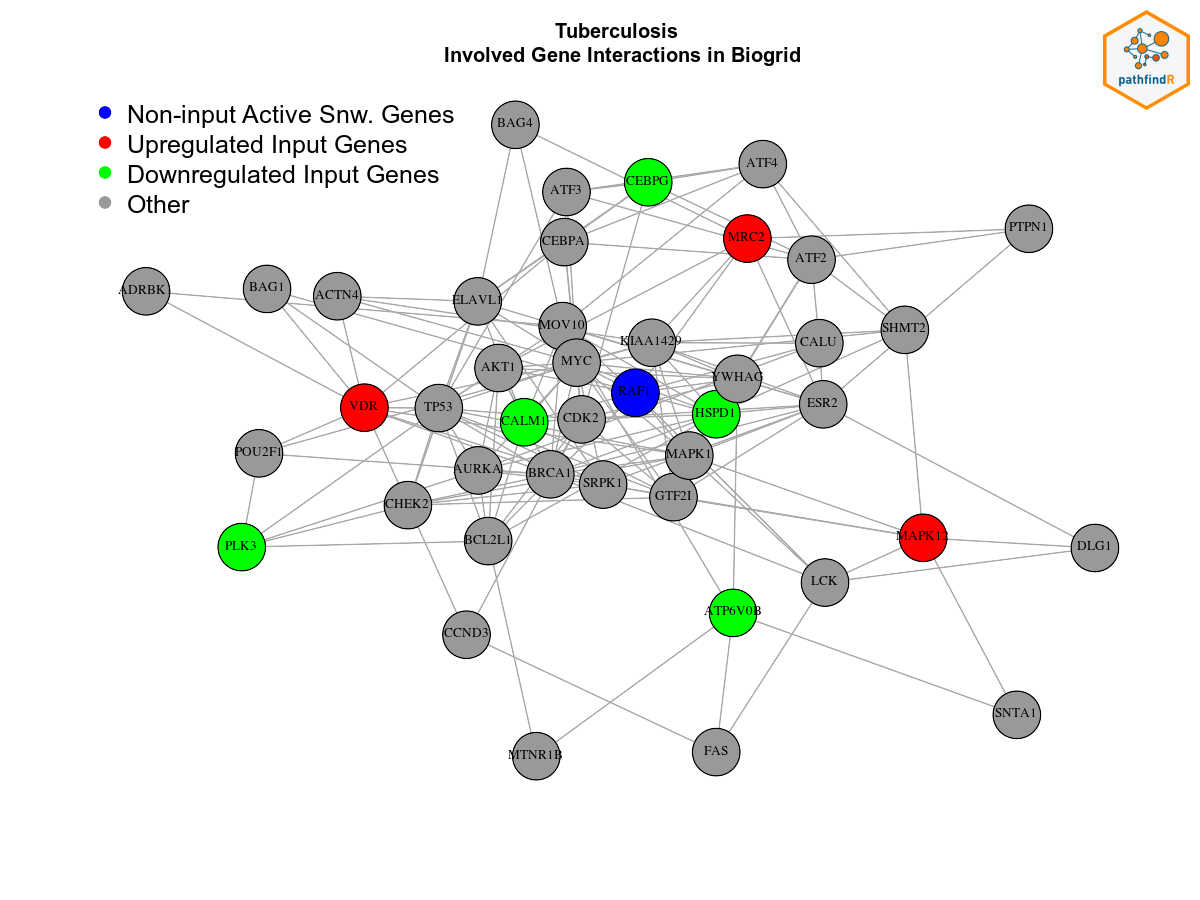 Tuberculosis
Involved Gene Interactions in Biogrid
pathfindR
Non-input Active Snw. Genes
Upregulated Input Genes
Downregulated Input Genes
Other
BAG4
ATF4
CEBPG
ATF3
PTPN1
MRC2
CEBPA
ATF2
ADRBK
BAG1
ACTN4
ELAVL1
MOV10
SHMT2
KIAA1429
CALU
MYC
AKT1
YWHAG
RAF1
VDR
TP53
ESR2
HSPD1
CDK2
CALM1
POU2F1
MAPK1
AURKA
BRCA1
SRPK1
GTF2I
CHEK2
MAPK12
BCL2L1
PLK3
DLG1
LCK
ATP6V0B
CCND3
SNTA1
FAS
MTNR1B